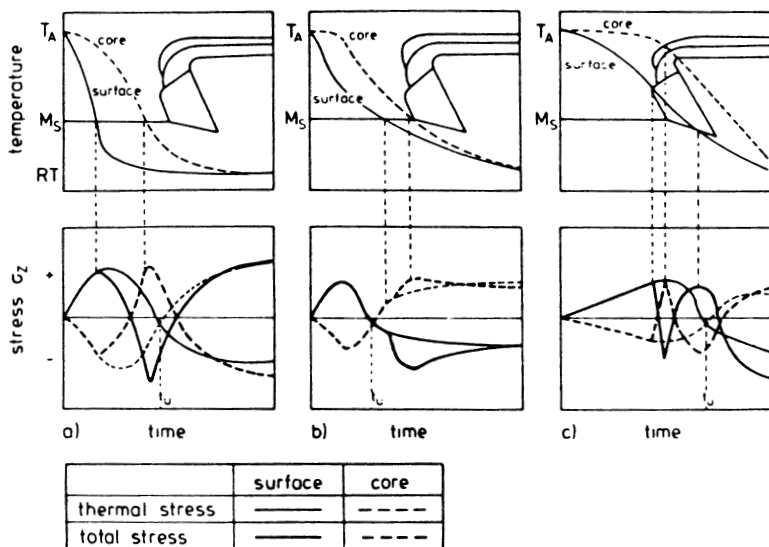 temperature
T_A
M_S
RT
core
surface
T_A
M_S
core
surface
T_A
M_S
core
surface
stress σ_Z
+
-
t_u
t_u
t_u
a) time
b) time
c) time
surface core
thermal stress
total stress